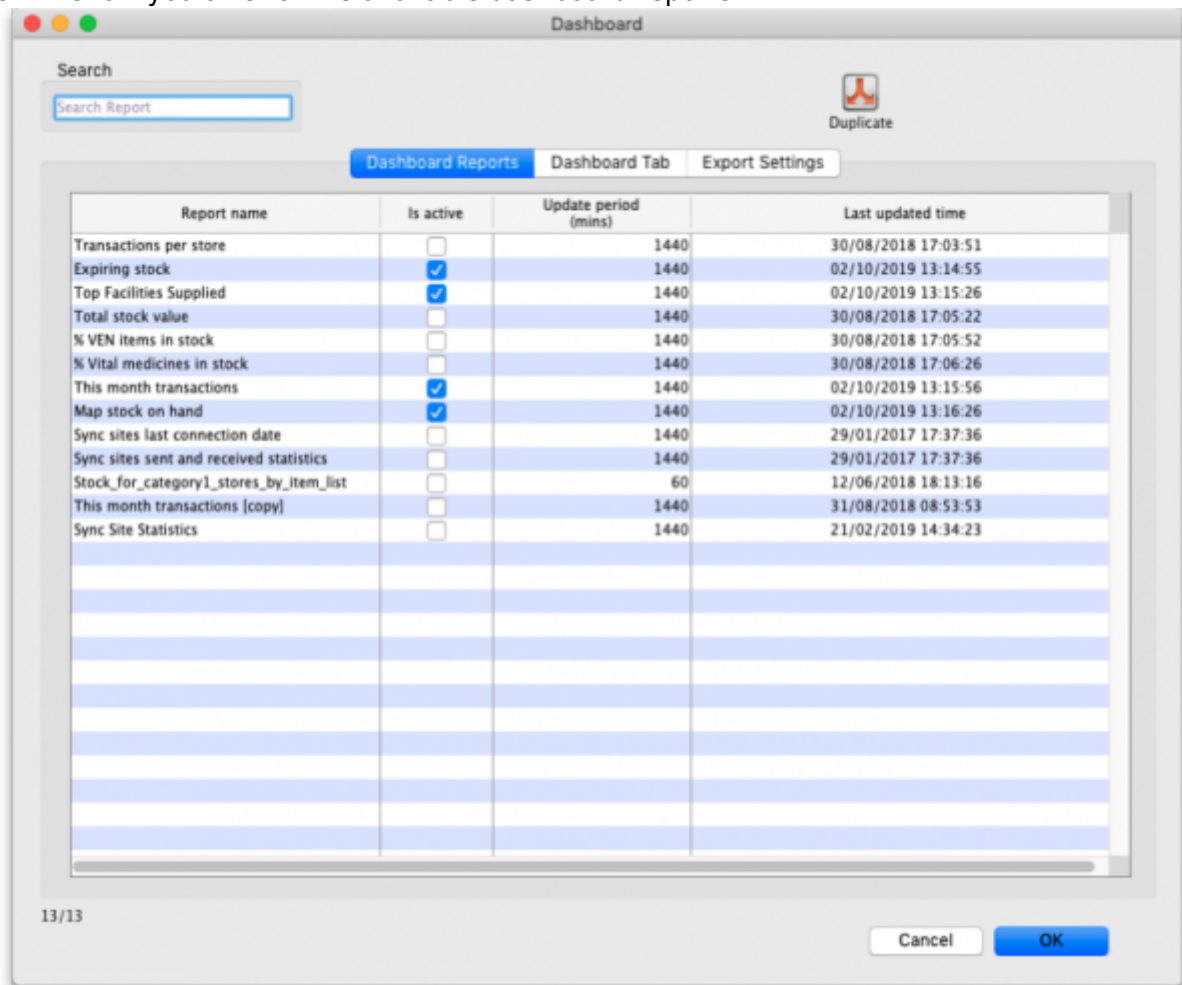 Dashboard
Search
Search Report
Duplicate
Dashboard Reports Dashboard Tab Export Settings
Report name Is active Update period (mins) Last updated time
Transactions per store 1440 30/08/2018 17:03:51
Expiring stock 1440 02/10/2019 13:14:55
Top Facilities Supplied 1440 02/10/2019 13:15:26
Total stock value 1440 30/08/2018 17:05:22
% VEN items in stock 1440 30/08/2018 17:05:52
% Vital medicines in stock 1440 30/08/2018 17:06:26
This month transactions 1440 02/10/2019 13:15:56
Map stock on hand 1440 02/10/2019 13:16:26
Sync sites last connection date 1440 29/01/2017 17:37:36
Sync sites sent and received statistics 1440 29/01/2017 17:37:36
Stock_for_category1_stores_by_item_list 60 12/06/2018 18:13:16
This month transactions [copy] 1440 31/08/2018 08:53:53
Sync Site Statistics 1440 21/02/2019 14:34:23
13/13
Cancel OK